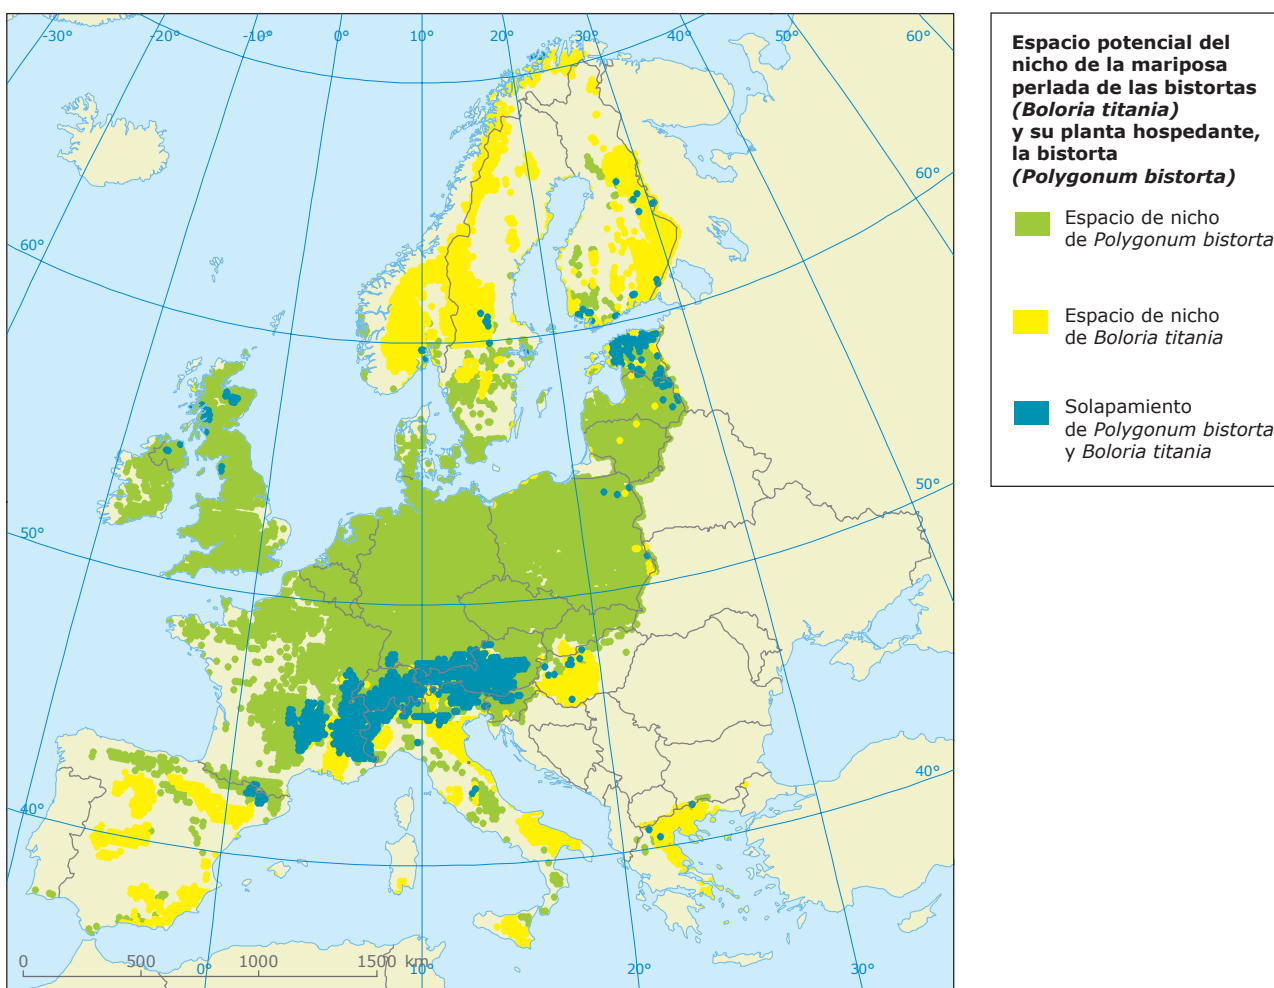 -30°
-20°
-10°
0°
10°
20°
30°
40°
50°
60°
60°
60°
50°
50°
40°
40°
0
500
1000
1500 km
0°
10°
20°
30°
Espacio potencial del
nicho de la mariposa
perlada de las bistortas
(Boloria titania)
y su planta hospedante,
la bistorta
(Polygonum bistorta)
Espacio de nicho
de Polygonum bistorta
Espacio de nicho
de Boloria titania
Solapamiento
de Polygonum bistorta
y Boloria titania